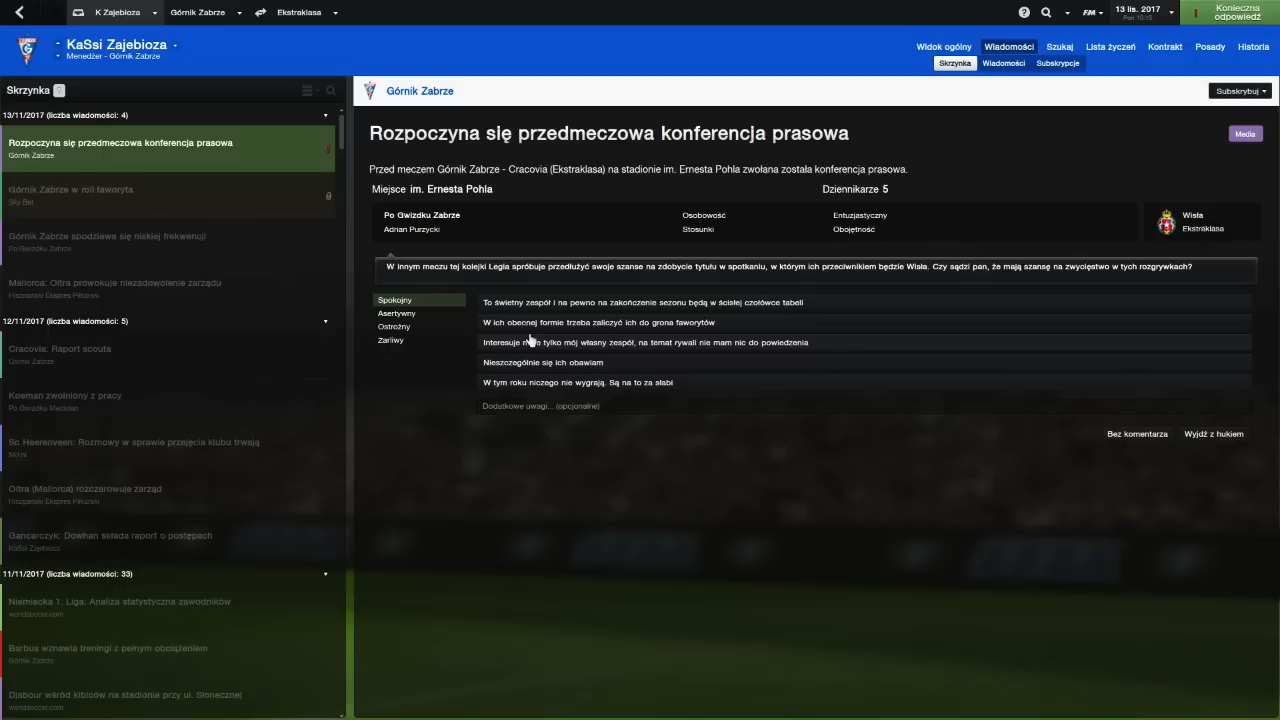 K Zajebioza
Górnik Zabrze
Ekstraklasa
FM
13 lis. 2017
Pon 10:15
Konieczna
odpowiedź
KaSsi Zajebioza
Menedżer - Górnik Zabrze
Widok ogólny
Wiadomości
Szukaj
Lista życzeń
Kontrakt
Posady
Historia
Skrzynka
Wiadomości
Subskrypcje
Skrzynka
Górnik Zabrze
Subskrybuj
13/11/2017 (liczba wiadomości: 4)
Rozpoczyna się przedmeczowa konferencja prasowa
Górnik Zabrze
Górnik Zabrze w roli faworyta
Sky Bet
Górnik Zabrze spodziewa się niskiej frekwencji
Po Gwizdku Zabrze
Mallorca: Oltra prowokuje niezadowolenie zarządu
Hiszpański Ekspres Piłkarski
12/11/2017 (liczba wiadomości: 5)
Cracovia: Raport scouta
Górnik Zabrze
Koeman zwolniony z pracy
Po Gwizdku Mediolan
Sc Heerenveen: Rozmowy w sprawie przejęcia klubu trwają
NU.nl
Oltra (Mallorca) rozczarowuje zarząd
Hiszpański Ekspres Piłkarski
Gancarczyk: Dowhan składa raport o postępach
KaSsi Zajebioza
11/11/2017 (liczba wiadomości: 33)
Niemiecka 1. Liga: Analiza statystyczna zawodników
worldsoccer.com
Barbus wznawia treningi z pełnym obciążeniem
Górnik Zabrze
Djabour wśród kibiców na stadionie przy ul. Słonecznej
worldsoccer.com
Rozpoczyna się przedmeczowa konferencja prasowa
Media
Przed meczem Górnik Zabrze - Cracovia (Ekstraklasa) na stadionie im. Ernesta Pohla zwołana została konferencja prasowa.
Miejsce im. Ernesta Pohla
Dziennikarze 5
Po Gwizdku Zabrze
Adrian Purzycki
Osobowość
Stosunki
Entuzjastyczny
Obojętność
Wisła
Ekstraklasa
W innym meczu tej kolejki Legia spróbuje przedłużyć swoje szanse na zdobycie tytułu w spotkaniu, w którym ich przeciwnikiem będzie Wisła. Czy sądzi pan, że mają szansę na zwycięstwo w tych rozgrywkach?
Spokojny
Asertywny
Ostrożny
Żarliwy
To świetny zespół i na pewno na zakończenie sezonu będą w ścisłej czołówce tabeli
W ich obecnej formie trzeba zaliczyć ich do grona faworytów
Interesuje tylko mój własny zespół, na temat rywali nie mam nic do powiedzenia
Nieszczególnie się ich obawiam
W tym roku niczego nie wygrają. Są na to za słabi
Dodatkowe uwagi... (opcjonalne)
Bez komentarza
Wyjdź z hukiem